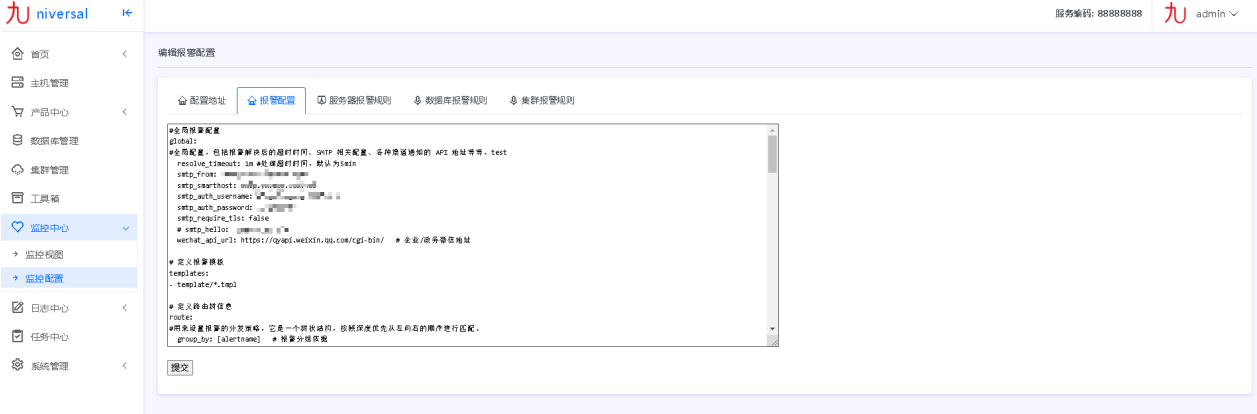 九 niversal
服务编码: 88888888
九 admin
首页
主机管理
产品中心
数据库管理
集群管理
工具箱
监控中心
监控视图
监控配置
日志中心
任务中心
系统管理
编辑报警配置
配置地址 报警配置 服务器报警规则 数据库报警规则 集群报警规则
#全局报警配置
global:
#全局配置, 包括报警解决后的超时时间、SMTP 相关配置、各种渠道通知的 API 地址等等。test
resolve_timeout: 1m #处理超时时间, 默认为5min
smtp_from:
smtp_smarthost:
smtp_auth_username:
smtp_auth_password:
smtp_require_tls: false
# smtp_hello:
wechat_api_url: https://qyapi.weixin.qq.com/cgi-bin/ # 企业/政务微信地址
# 定义报警模板
templates:
- template/*.tmpl
# 定义路由树信息
route:
#用来设置报警的分发策略, 它是一个树状结构, 按照深度优先从左向右的顺序进行匹配。
group_by: [alertname] # 报警分组依据
提交